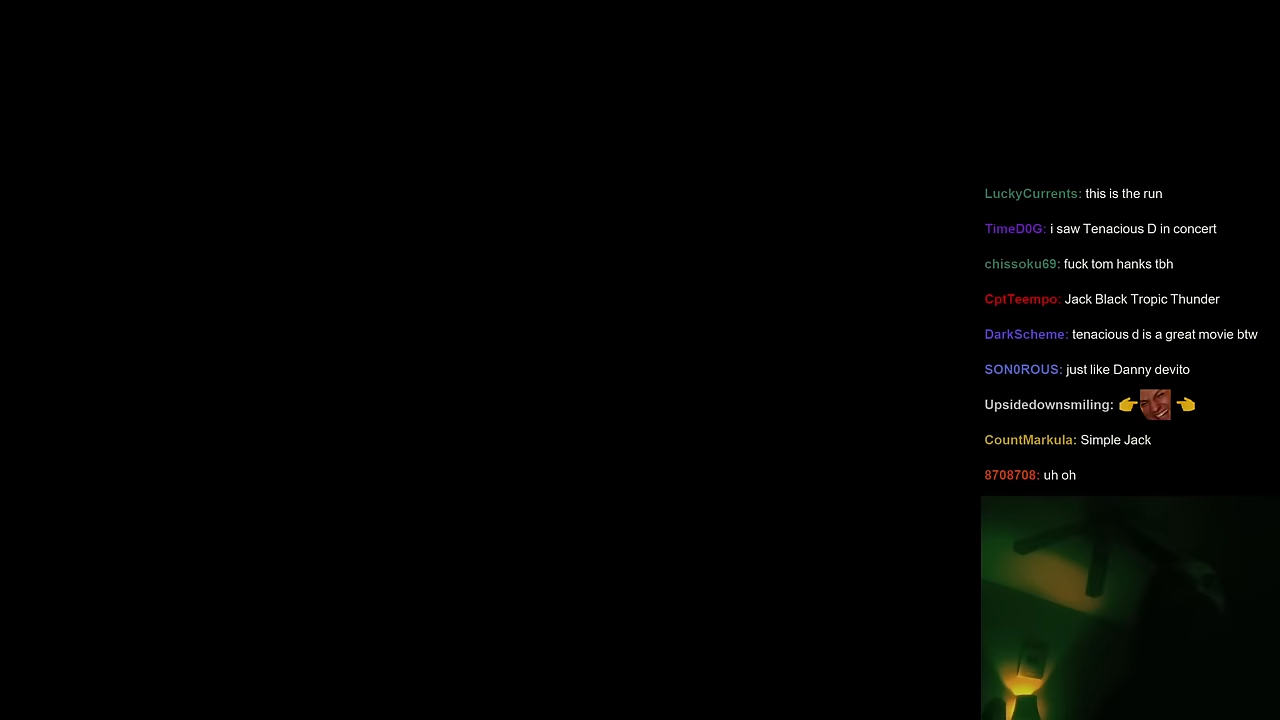 LuckyCurrents: this is the run
TimeD0G: i saw Tenacious D in concert
chissoku69: fuck tom hanks tbh
CptTeempo: Jack Black Tropic Thunder
DarkScheme: tenacious d is a great movie btw
SON0ROUS: just like Danny devito
Upsidedownsmiling: 👉 👈
CountMarkula: Simple Jack
8708708: uh oh